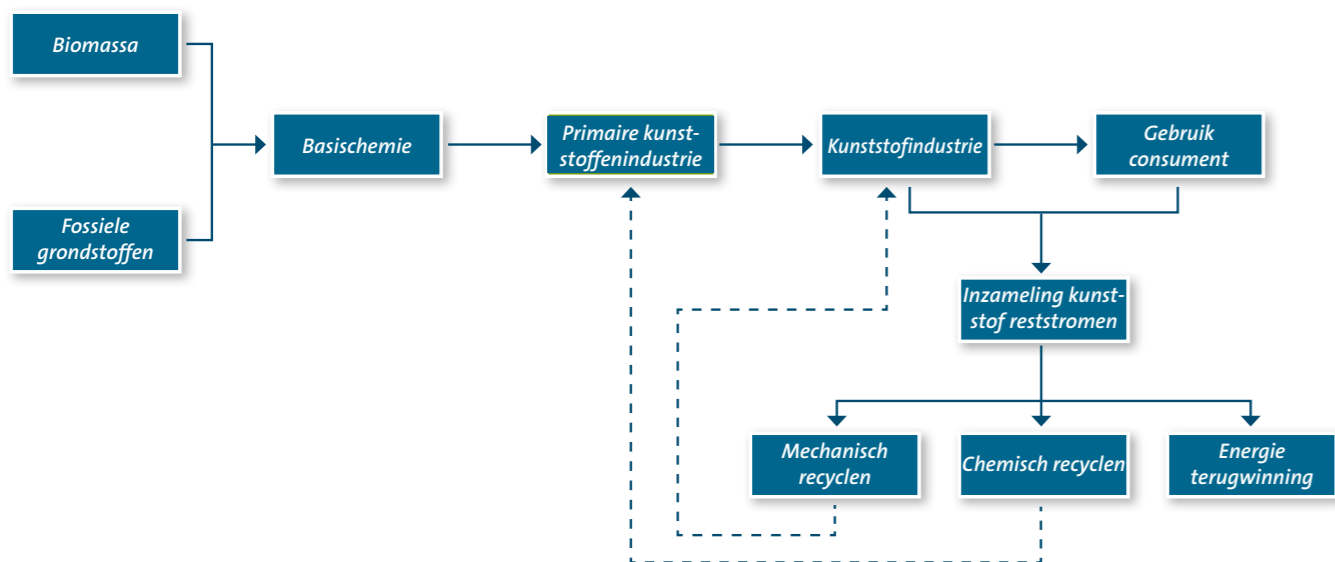 Biomassa
Basischemie
Primaire kunst-
stoffenindustrie
Kunststofindustrie
Gebruik
consument
Fossiele
grondstoffen
Inzameling kunst-
stof reststromen
Mechanisch
recyclen
Chemisch recyclen
Energie
terugwinning